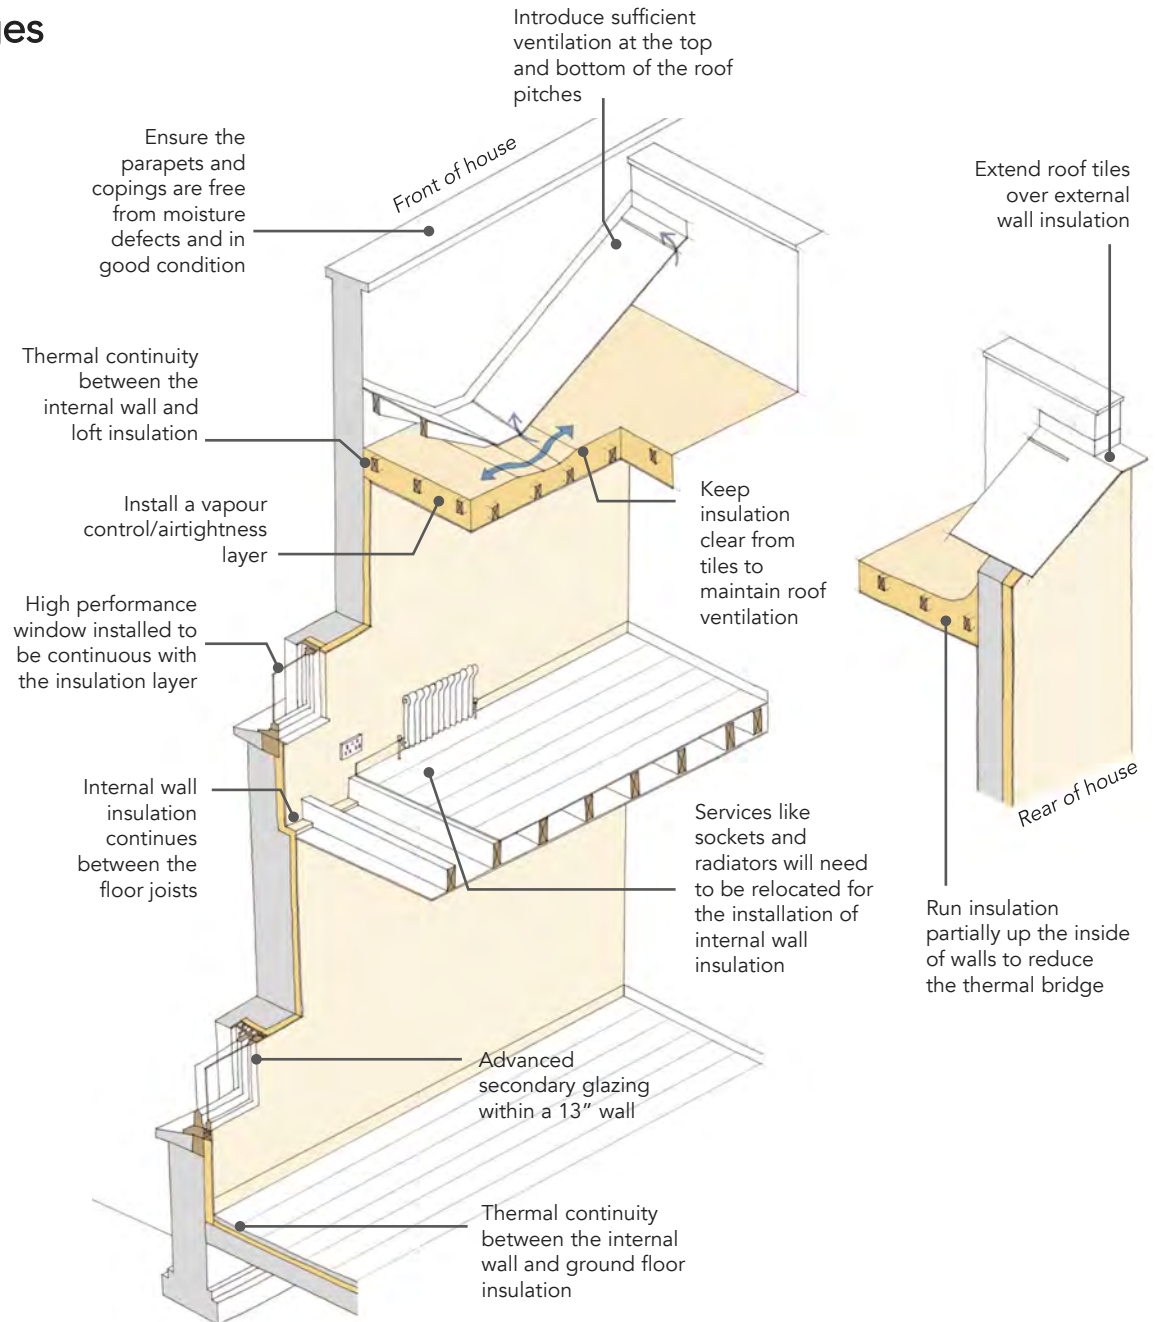 Introduce sufficient
ventilation at the top
and bottom of the roof
pitches
Ensure the
parapets and
copings are free
from moisture
defects and in
good condition
Front of house
Extend roof tiles
over external
wall insulation
Thermal continuity
between the
internal wall and
loft insulation
Install a vapour
control/airtightness
layer
Keep
insulation
clear from
tiles to
maintain roof
ventilation
High performance
window installed to
be continuous with
the insulation layer
Internal wall
insulation
continues
between the
floor joists
Services like
sockets and
radiators will need
to be relocated for
the installation of
internal wall
insulation
Rear of house
Run insulation
partially up the inside
of walls to reduce
the thermal bridge
Advanced
secondary glazing
within a 13” wall
Thermal continuity
between the internal
wall and ground floor
insulation